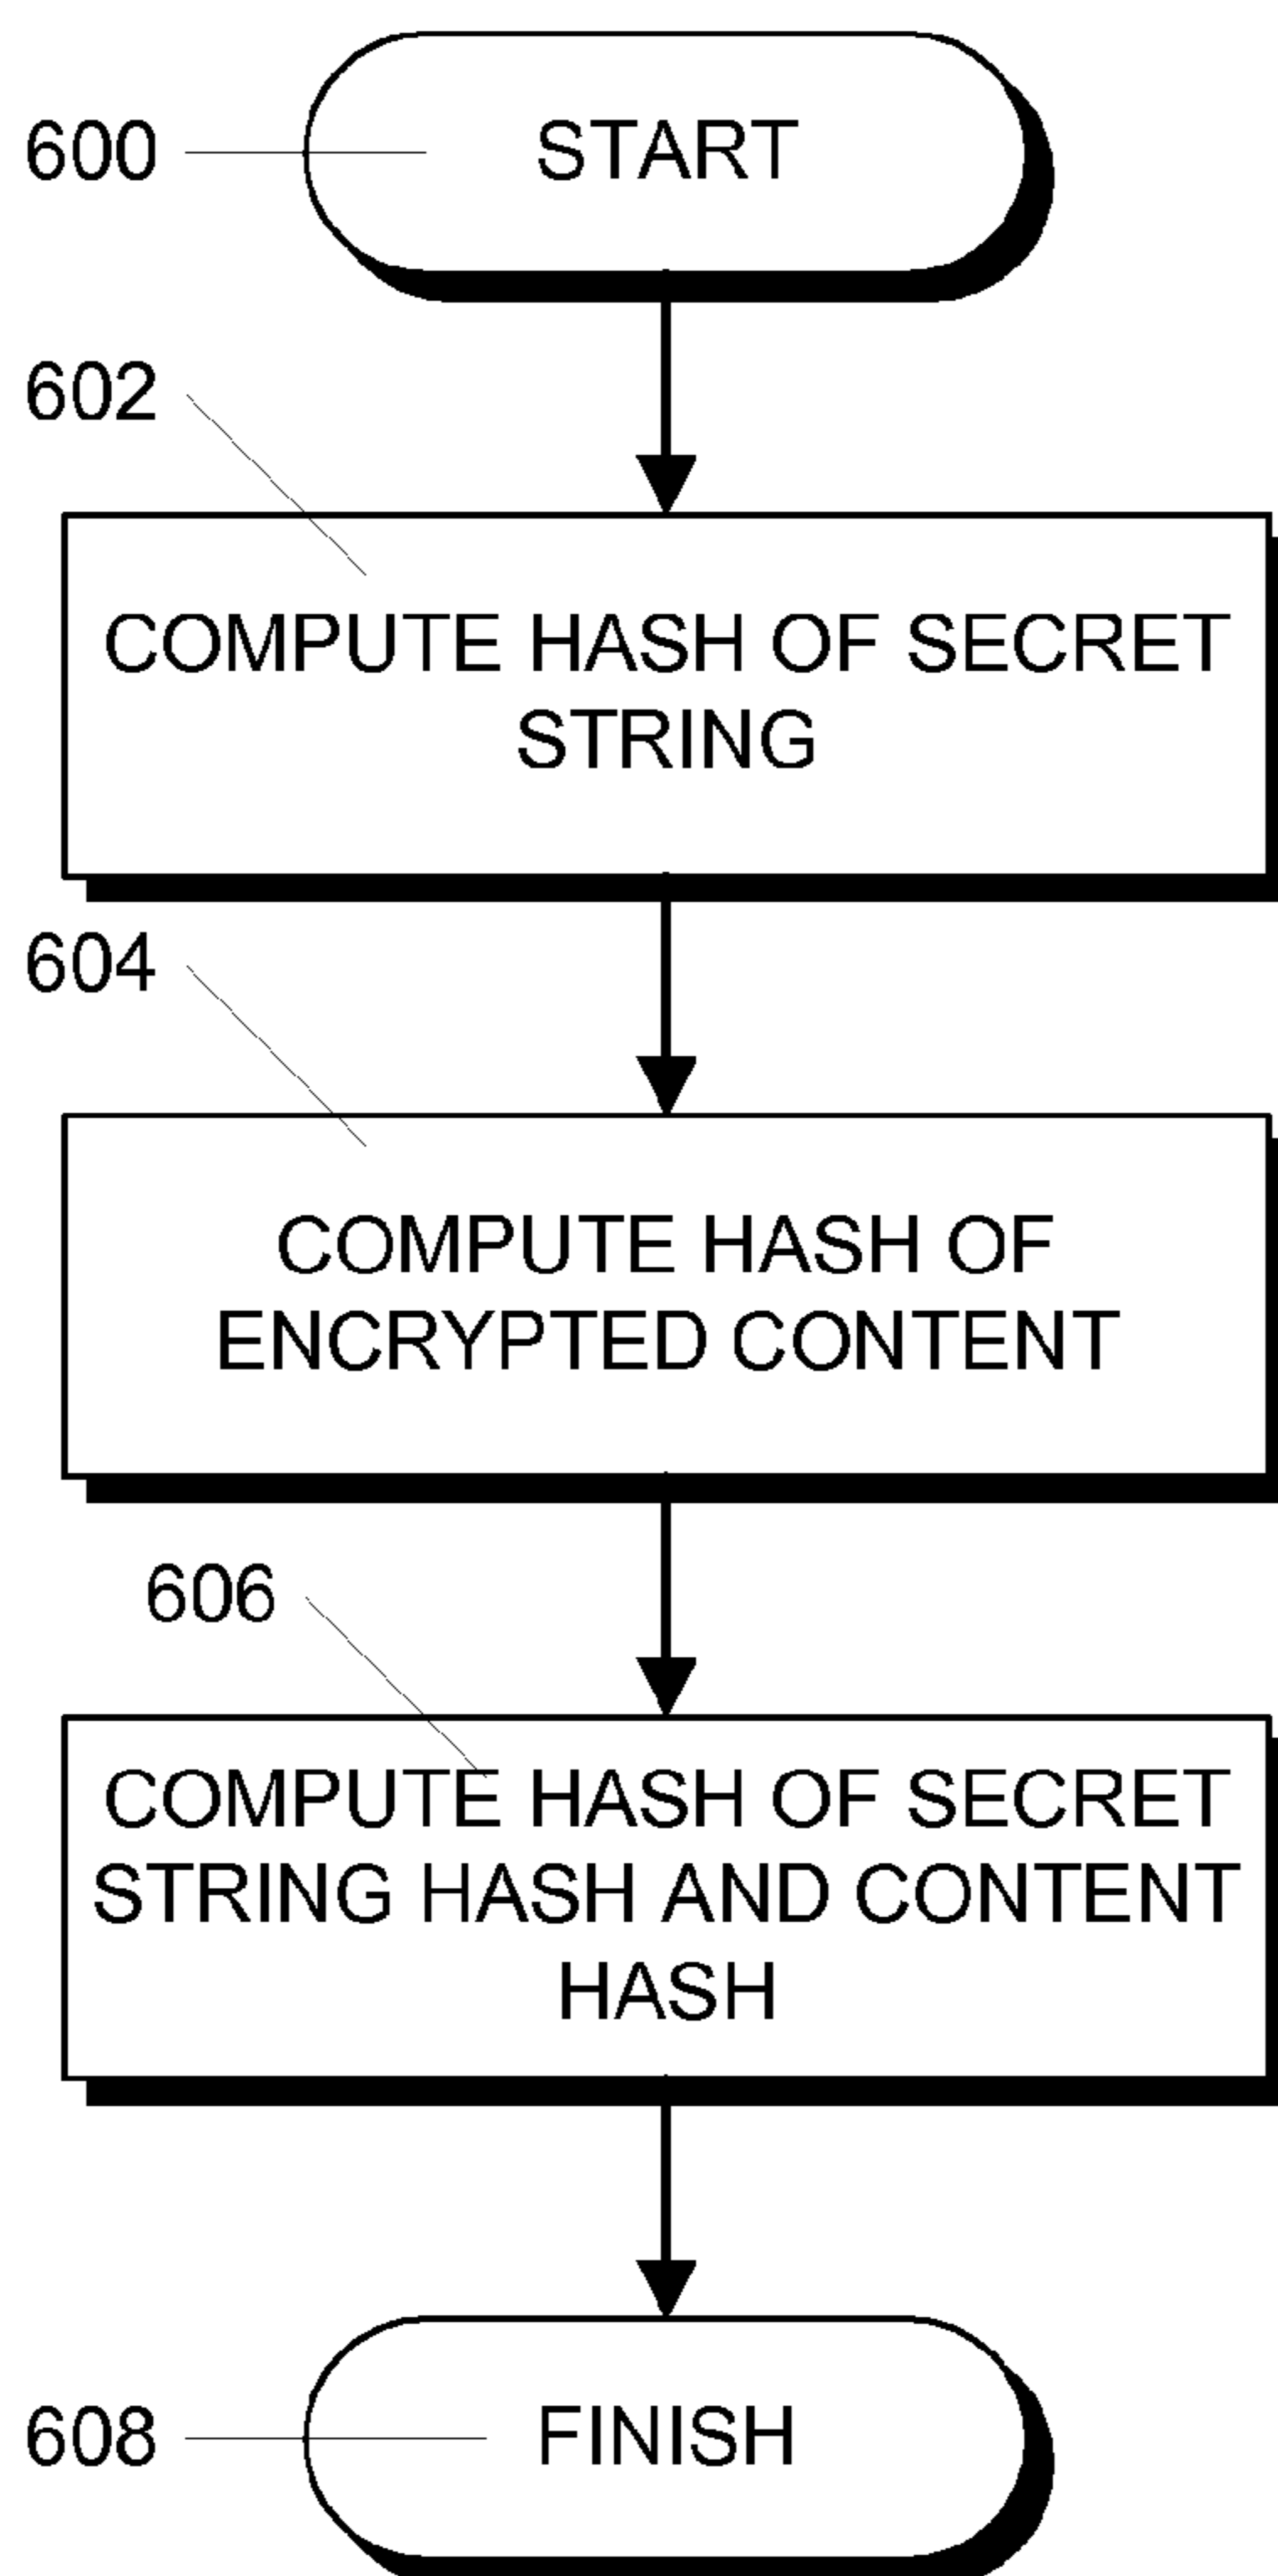 600
START
602
COMPUTE HASH OF SECRET
STRING
604
COMPUTE HASH OF
ENCRYPTED CONTENT
606
COMPUTE HASH OF SECRET
STRING HASH AND CONTENT
HASH
608
FINISH